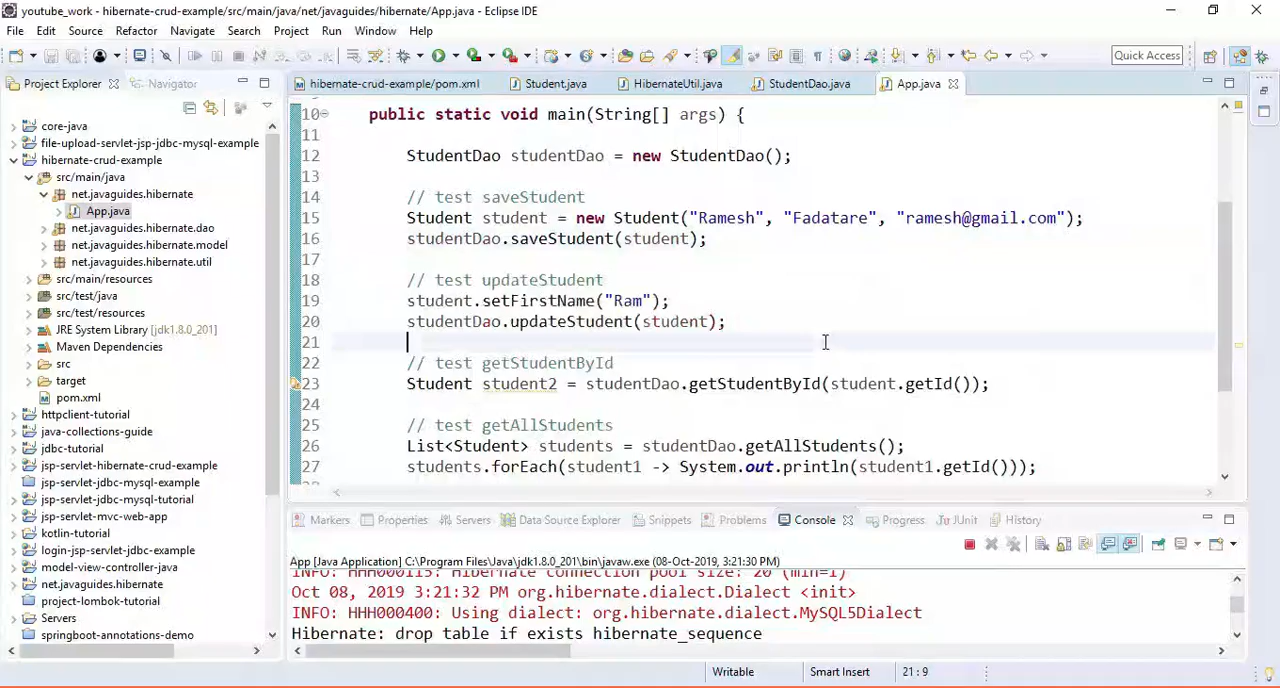 youtube_work - hibernate-crud-example/src/main/java/net/javaguides/hibernate/App.java - Eclipse IDE
File Edit Source Refactor Navigate Search Project Run Window Help
Quick Access
Project Explorer Navigator
hibernate-crud-example/pom.xml Student.java HibernateUtil.java StudentDao.java App.java
core-java
file-upload-servlet-jsp-jdbc-mysql-example
hibernate-crud-example
src/main/java
net.javaguides.hibernate
App.java
net.javaguides.hibernate.dao
net.javaguides.hibernate.model
net.javaguides.hibernate.util
src/main/resources
src/test/java
src/test/resources
JRE System Library [jdk1.8.0_201]
Maven Dependencies
src
target
pom.xml
httpclient-tutorial
java-collections-guide
jdbc-tutorial
jsp-servlet-hibernate-crud-example
jsp-servlet-jdbc-mysql-example
jsp-servlet-jdbc-mysql-tutorial
jsp-servlet-mvc-web-app
kotlin-tutorial
login-jsp-servlet-jdbc-example
model-view-controller-java
net.javaguides.hibernate
project-lombok-tutorial
Servers
springboot-annotations-demo
10 public static void main(String[] args) {
11
12 StudentDao studentDao = new StudentDao();
13
14 // test saveStudent
15 Student student = new Student("Ramesh", "Fadatare", "ramesh@gmail.com");
16 studentDao.saveStudent(student);
17
18 // test updateStudent
19 student.setFirstName("Ram");
20 studentDao.updateStudent(student);
21
22 // test getStudentById
23 Student student2 = studentDao.getStudentById(student.getId());
24
25 // test getAllStudents
26 List<Student> students = studentDao.getAllStudents();
27 students.forEach(student1 -> System.out.println(student1.getId()));
Markers Properties Servers Data Source Explorer Snippets Problems Console Progress JUnit History
App [Java Application] C:\Program Files\Java\jdk1.8.0_201\bin\javaw.exe (08-Oct-2019, 3:21:30 PM)
INFO: HHH000115: Hibernate connection pool size: 20 (min=1)
Oct 08, 2019 3:21:32 PM org.hibernate.dialect.Dialect <init>
INFO: HHH000400: Using dialect: org.hibernate.dialect.MySQL5Dialect
Hibernate: drop table if exists hibernate_sequence
Writable Smart Insert 21 : 9